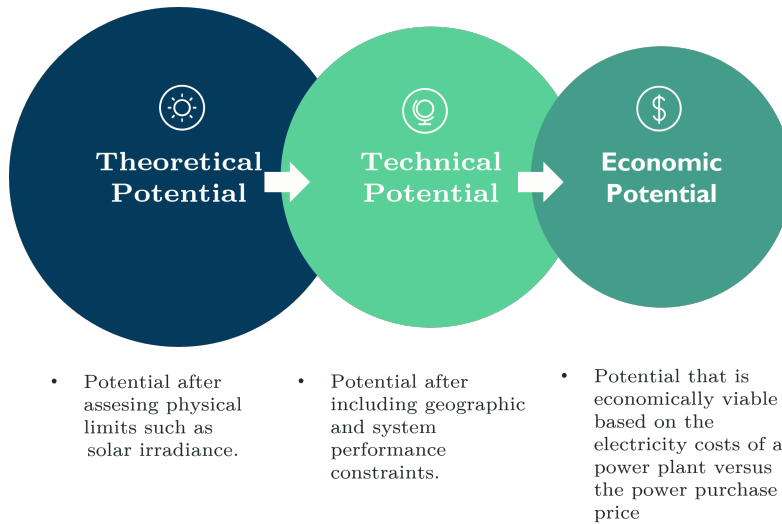 Theoretical
Potential
Technical
Potential
Economic
Potential
• Potential after
assesing physical
limits such as
solar irradiance.
• Potential after
including geographic
and system
performance
constraints.
• Potential that is
economically viable
based on the
electricity costs of a
power plant versus
the power purchase
price